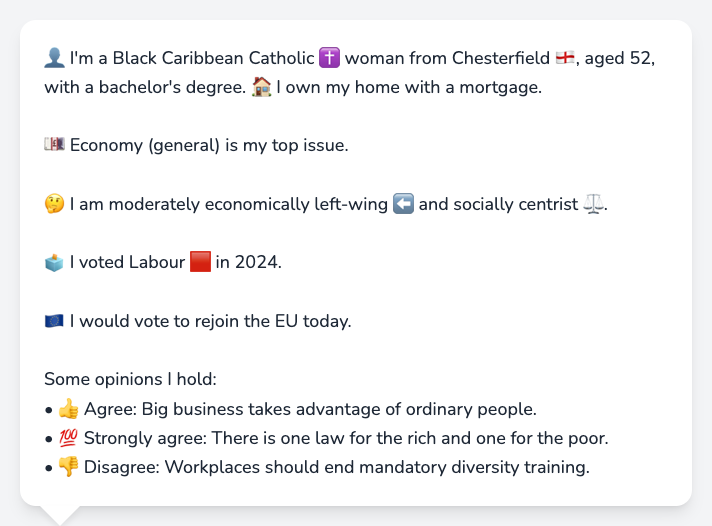 👤 I'm a Black Caribbean Catholic ✝️ woman from Chesterfield 🏴󠁧󠁢󠁥󠁮󠁧󠁿, aged 52,
with a bachelor's degree. 🏠 I own my home with a mortgage.
💷 Economy (general) is my top issue.
🤔 I am moderately economically left-wing ⬅️ and socially centrist ⚖️.
🗳️ I voted Labour 🟥 in 2024.
🇪🇺 I would vote to rejoin the EU today.
Some opinions I hold:
• 👍 Agree: Big business takes advantage of ordinary people.
• 💯 Strongly agree: There is one law for the rich and one for the poor.
• 👎 Disagree: Workplaces should end mandatory diversity training.